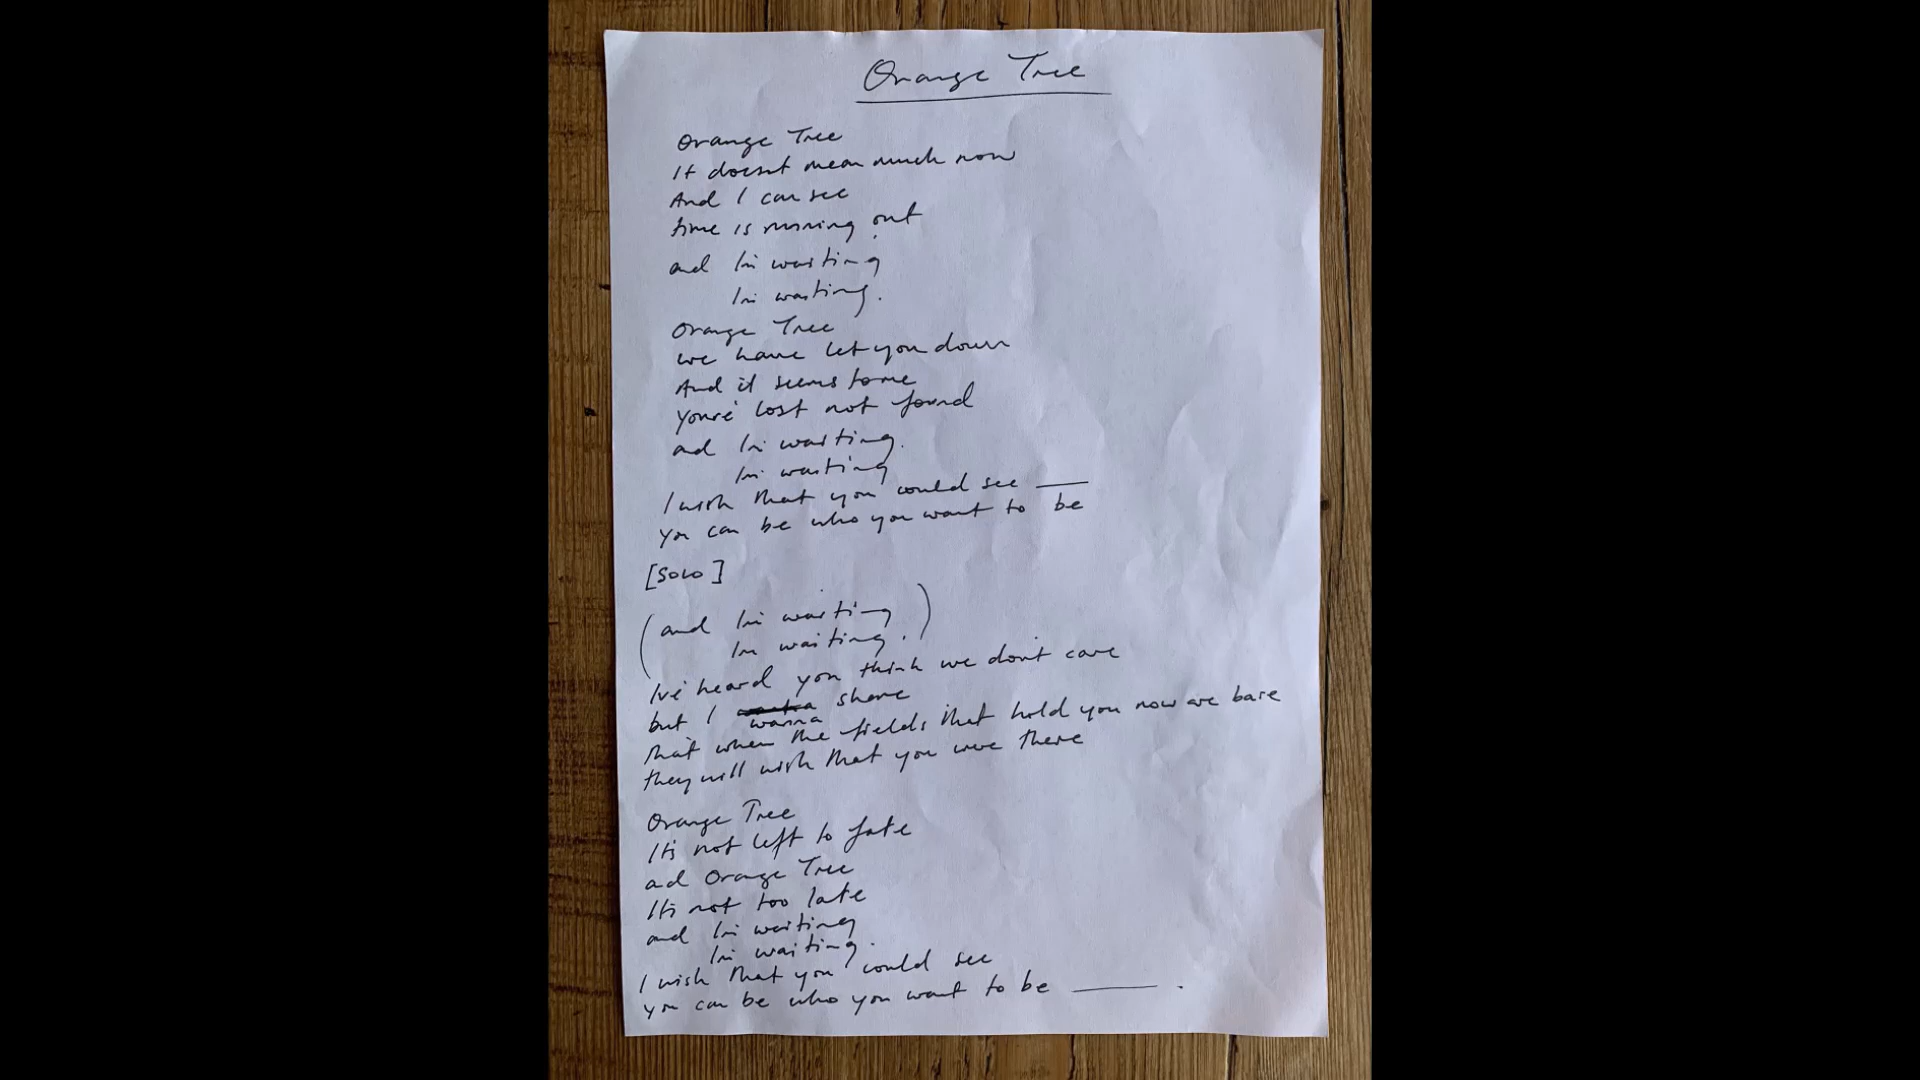 Orange Tree
Orange Tree
It doesnt mean much now
And I can see
time is running out
and I'm waiting
I'm waiting.
Orange Tree
we have let you down
And it seems to me
You're lost not found
and I'm waiting.
I'm waiting
I wish that you could see ___
you can be who you want to be
[SOLO]
(and I'm waiting
I'm waiting.)
I've heard you think we don't care
but I wanna share
that when the fields that hold you now are bare
they will wish that you were there
Orange Tree
It's not left to fate
and Orange Tree
It's not too late
and I'm waiting
I'm waiting.
I wish that you could see
you can be who you want to be ___.